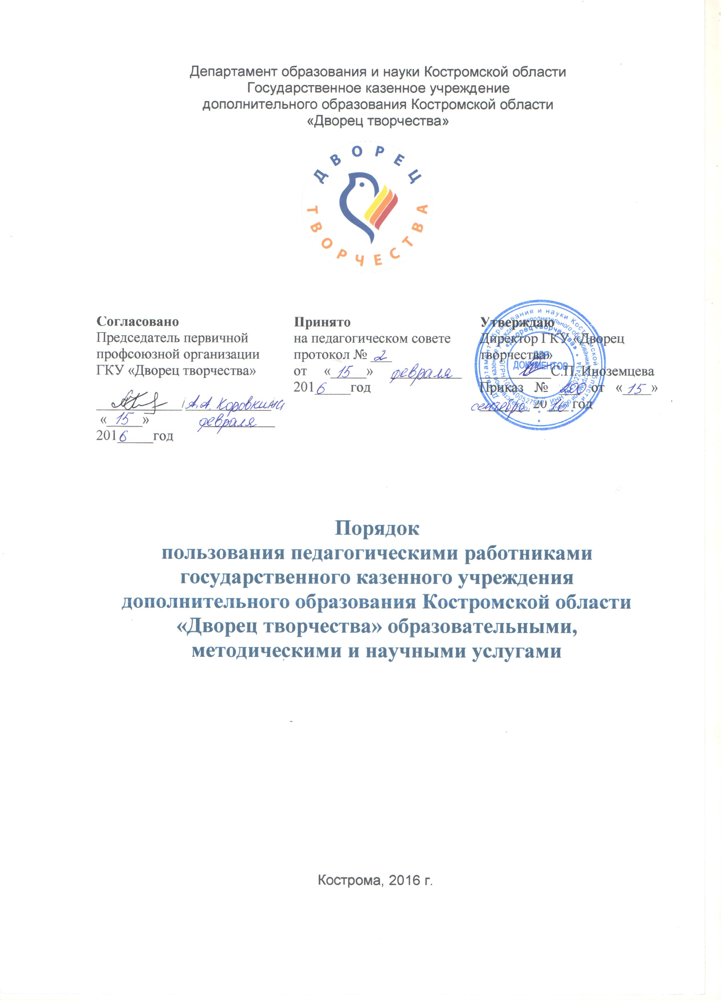 Департамент образования и науки Костромской области
Государственное казенное учреждение
дополнительного образования Костромской области
«Дворец творчества»
ДВОРЕЦ
ТВОРЧЕСТВА
Согласовано
Председатель первичной
профсоюзной организации
ГКУ «Дворец творчества»
А.А. Коровкина
«15» февраля
2016 год
Принято
на педагогическом совете
протокол № 2
от «15» февраля
2016 год
Утверждаю
Директор ГКУ «Дворец
творчества»
С.П. Иноземцева
Приказ № от «15»
20 год
ДЛЯ
ДОКУМЕНТОВ
Порядок
пользования педагогическими работниками
государственного казенного учреждения
дополнительного образования Костромской области
«Дворец творчества» образовательными,
методическими и научными услугами
Кострома, 2016 г.